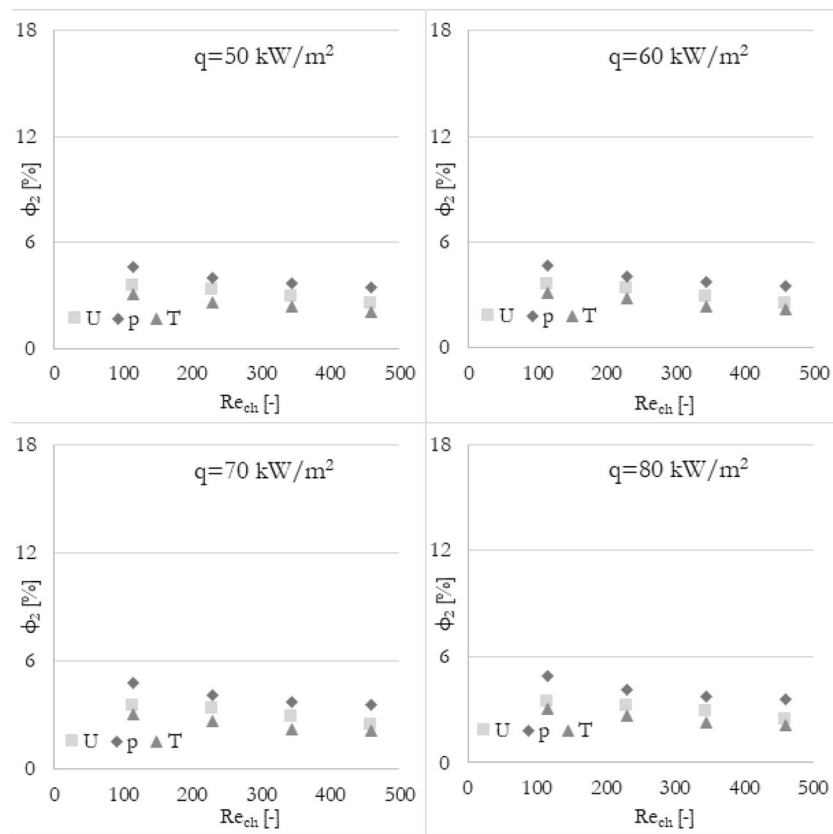 18
q=50 kW/m²
12
ϕ₂ [%]
6
U p T
0
0 100 200 300 400 500
Re_ch [-]
18
q=60 kW/m²
12
ϕ₂ [%]
6
U p T
0
0 100 200 300 400 500
Re_ch [-]
18
q=70 kW/m²
12
ϕ₂ [%]
6
U p T
0
0 100 200 300 400 500
Re_ch [-]
18
q=80 kW/m²
12
ϕ₂ [%]
6
U p T
0
0 100 200 300 400 500
Re_ch [-]